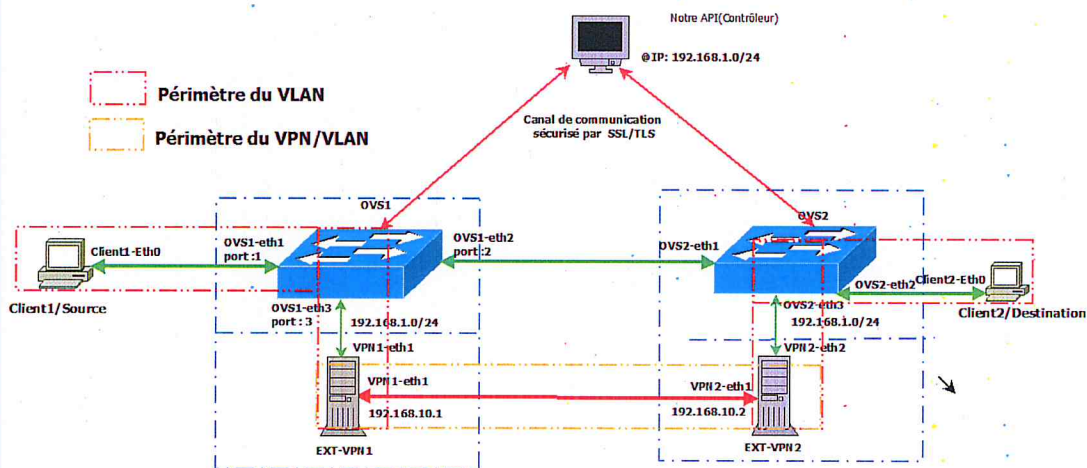 Notre API(Contrôleur)
@IP: 192.168.1.0/24
Périmètre du VLAN
Périmètre du VPN/VLAN
Canal de communication
sécurisé par SSL/TLS
OVS1
OVS2
Client1-Eth0
OVS1-eth1
port :1
OVS1-eth2
port :2
OVS2-eth1
OVS2-eth2
Client2-Eth0
Client1/Source
OVS1-eth3
port : 3
OVS2-eth3
Client2/Destination
192.168.1.0/24
192.168.1.0/24
VPN1-eth1
VPN2-eth2
VPN1-eth1
VPN2-eth1
192.168.10.1
192.168.10.2
EXT-VPN1
EXT-VPN2